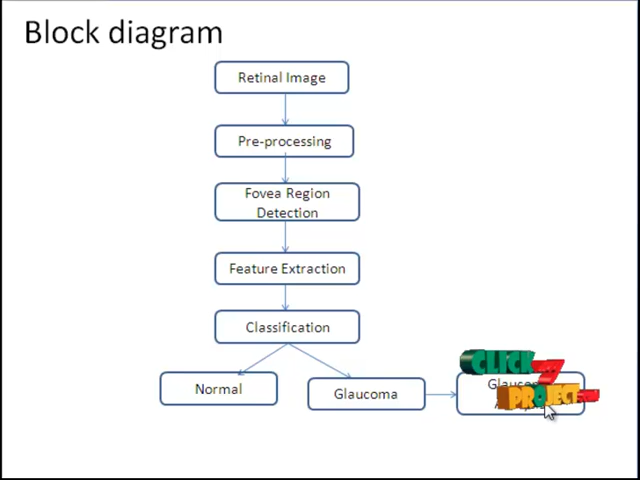 Block diagram
Retinal Image
Pre-processing
Fovea Region
Detection
Feature Extraction
Classification
Normal
Glaucoma
CLICK
PROJECT